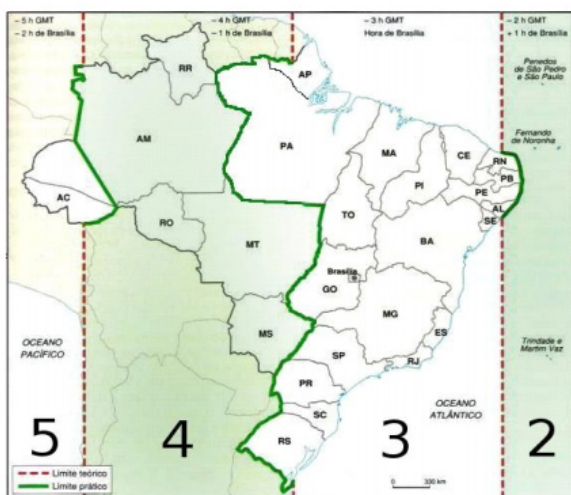 – 5 h GMT
– 2 h de Brasília
– 4 h GMT
– 1 h de Brasília
– 3 h GMT
Hora de Brasília
– 2 h GMT
+ 1 h de Brasília
RR
AP
Penedos
de São Pedro
e São Paulo
AM
PA
MA
CE
RN
Fernando
de Noronha
PB
PI
PE
AC
AL
SE
TO
RO
BA
MT
Brasília
GO
MG
MS
ES
OCEANO
PACÍFICO
SP
RJ
Trindade e
Martim Vaz
PR
OCEANO
ATLÂNTICO
SC
RS
5
4
3
2
Limite teórico
Limite prático
0
330 km